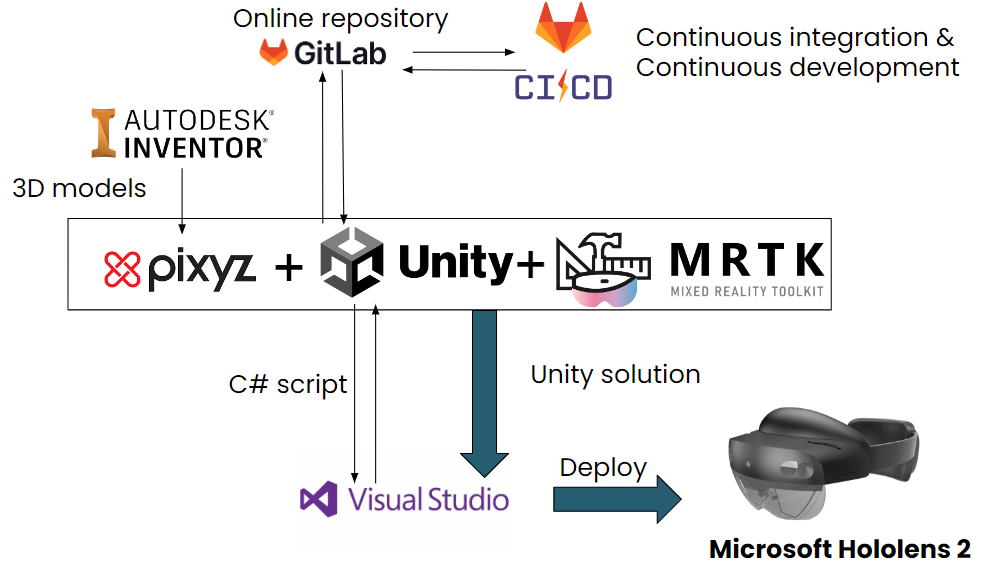 Online repository
GitLab
CI/CD
Continuous integration &
Continuous development
AUTODESK®
INVENTOR®
3D models
pixyz + Unity+ MRTK
MIXED REALITY TOOLKIT
C# script
Unity solution
Visual Studio
Deploy
Microsoft Hololens 2